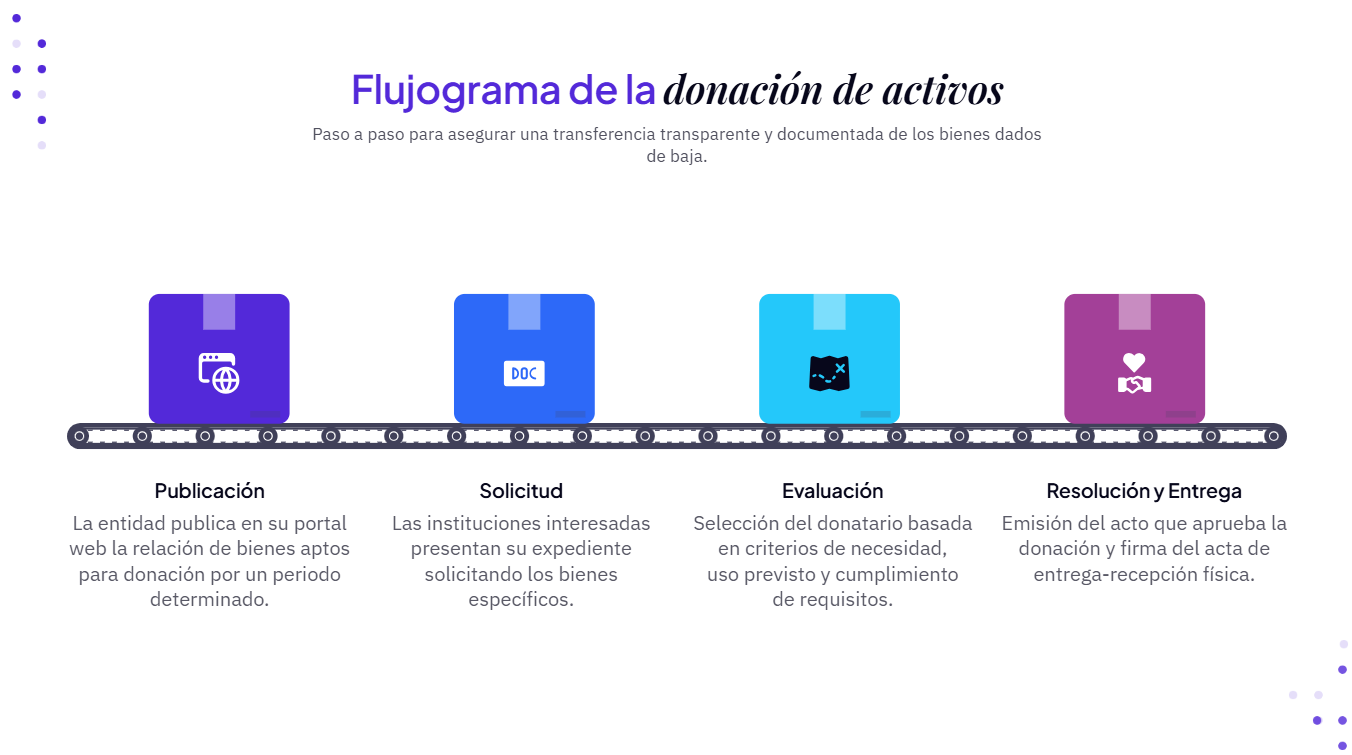 Flujograma de la donación de activos
Paso a paso para asegurar una transferencia transparente y documentada de los bienes dados
de baja.
DOC
Publicación
La entidad publica en su portal
web la relación de bienes aptos
para donación por un periodo
determinado.
Solicitud
Las instituciones interesadas
presentan su expediente
solicitando los bienes
específicos.
Evaluación
Selección del donatario basada
en criterios de necesidad,
uso previsto y cumplimiento
de requisitos.
Resolución y Entrega
Emisión del acto que aprueba la
donación y firma del acta de
entrega-recepción física.